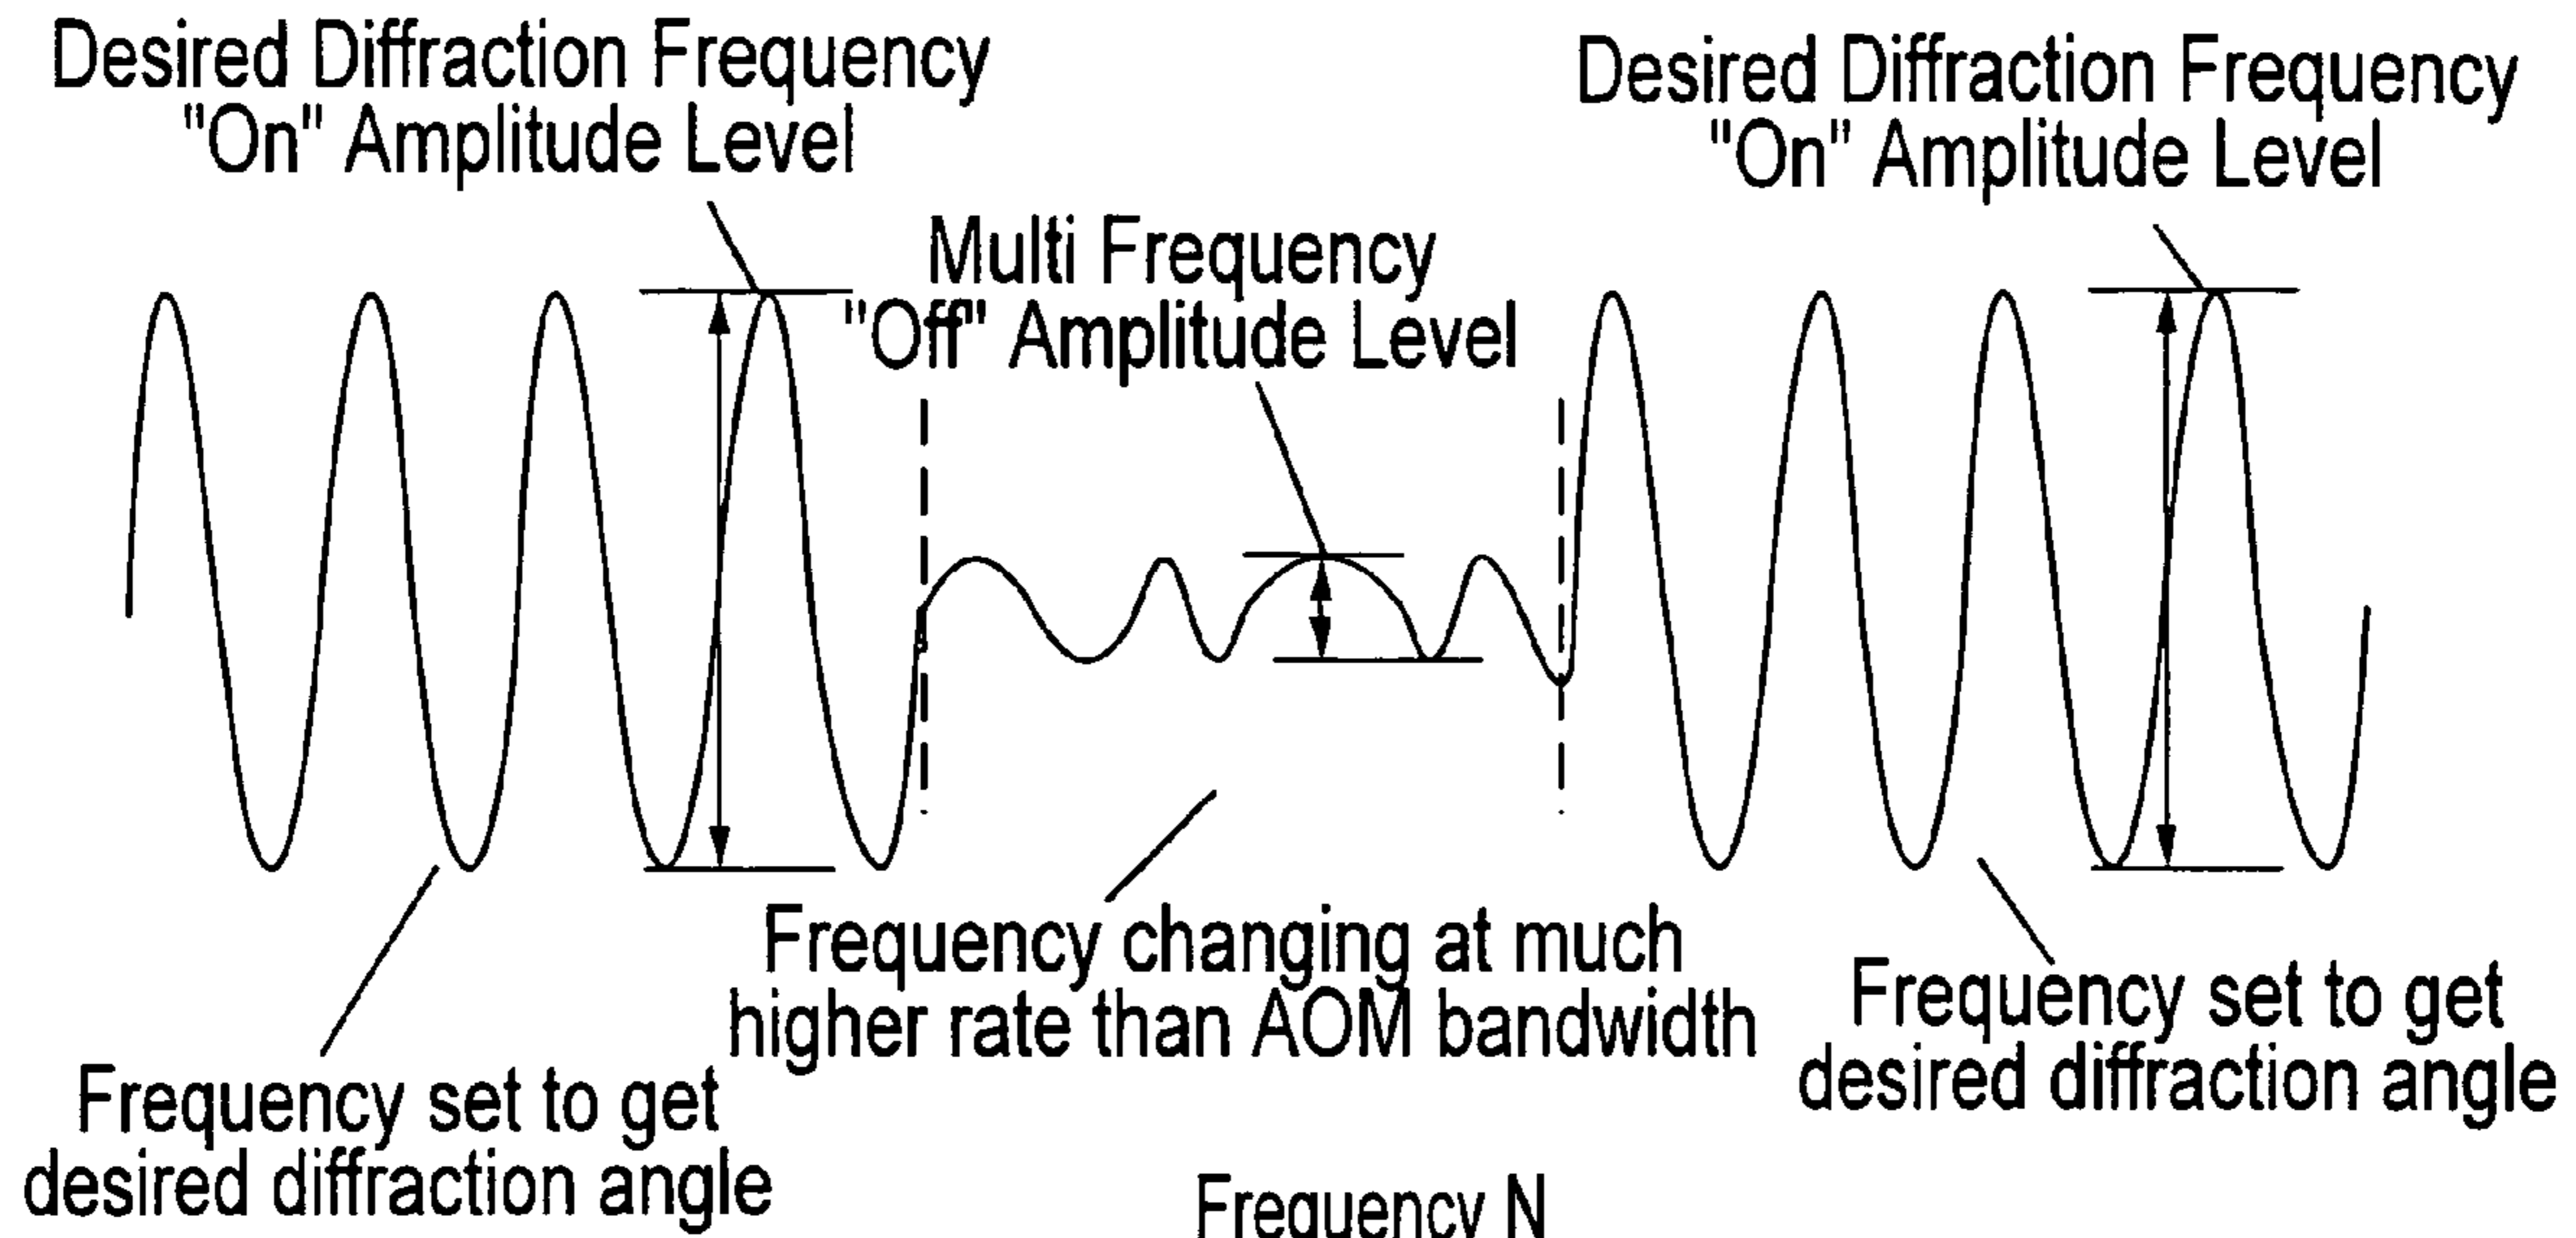 Desired Diffraction Frequency
"On" Amplitude Level
Desired Diffraction Frequency
"On" Amplitude Level
Multi Frequency
"Off" Amplitude Level
Frequency changing at much
higher rate than AOM bandwidth
Frequency set to get
desired diffraction angle
Frequency set to get
desired diffraction angle
Frequency N